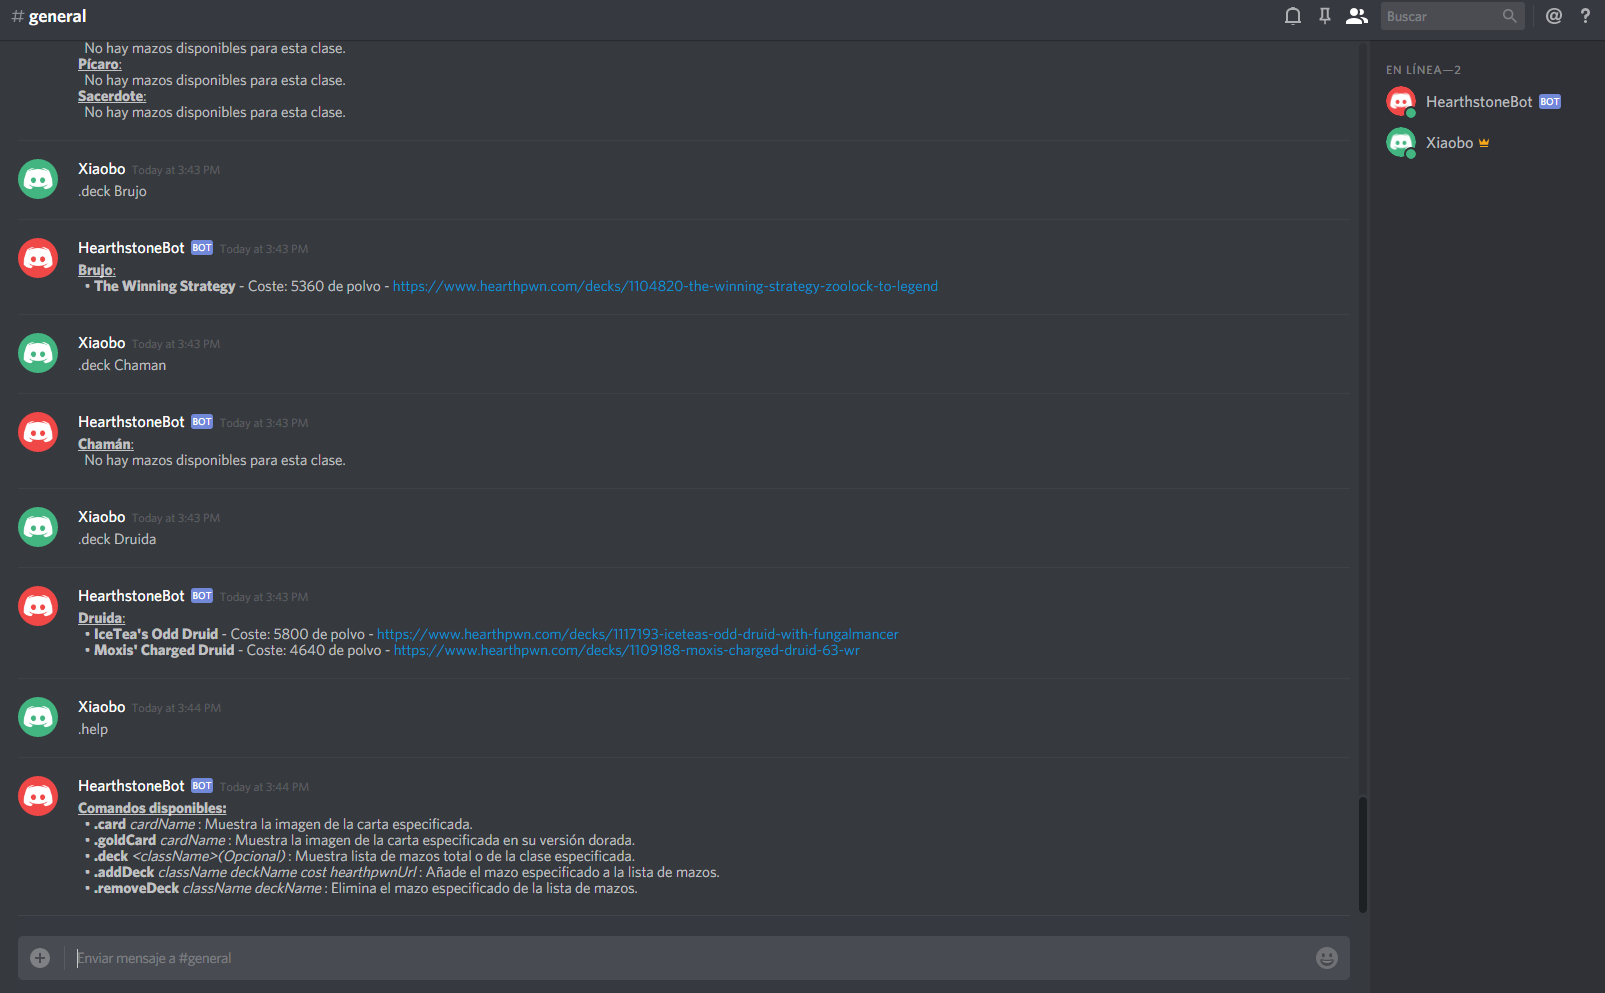 # general
Buscar
@ ?
No hay mazos disponibles para esta clase.
Pícaro:
No hay mazos disponibles para esta clase.
Sacerdote:
No hay mazos disponibles para esta clase.
Xiaobo Today at 3:43 PM
.deck Brujo
HearthstoneBot BOT Today at 3:43 PM
Brujo:
• The Winning Strategy - Coste: 5360 de polvo - https://www.hearthpwn.com/decks/1104820-the-winning-strategy-zoolock-to-legend
Xiaobo Today at 3:43 PM
.deck Chaman
HearthstoneBot BOT Today at 3:43 PM
Chamán:
No hay mazos disponibles para esta clase.
Xiaobo Today at 3:43 PM
.deck Druida
HearthstoneBot BOT Today at 3:43 PM
Druida:
• IceTea's Odd Druid - Coste: 5800 de polvo - https://www.hearthpwn.com/decks/1117193-iceteas-odd-druid-with-fungalmancer
• Moxis' Charged Druid - Coste: 4640 de polvo - https://www.hearthpwn.com/decks/1109188-moxis-charged-druid-63-wr
Xiaobo Today at 3:44 PM
.help
HearthstoneBot BOT Today at 3:44 PM
Comandos disponibles:
• .card cardName : Muestra la imagen de la carta especificada.
• .goldCard cardName : Muestra la imagen de la carta especificada en su versión dorada.
• .deck <className>(Opcional) : Muestra lista de mazos total o de la clase especificada.
• .addDeck className deckName cost hearthpwnUrl : Añade el mazo especificado a la lista de mazos.
• .removeDeck className deckName : Elimina el mazo especificado de la lista de mazos.
Enviar mensaje a #general
EN LÍNEA—2
HearthstoneBot BOT
Xiaobo